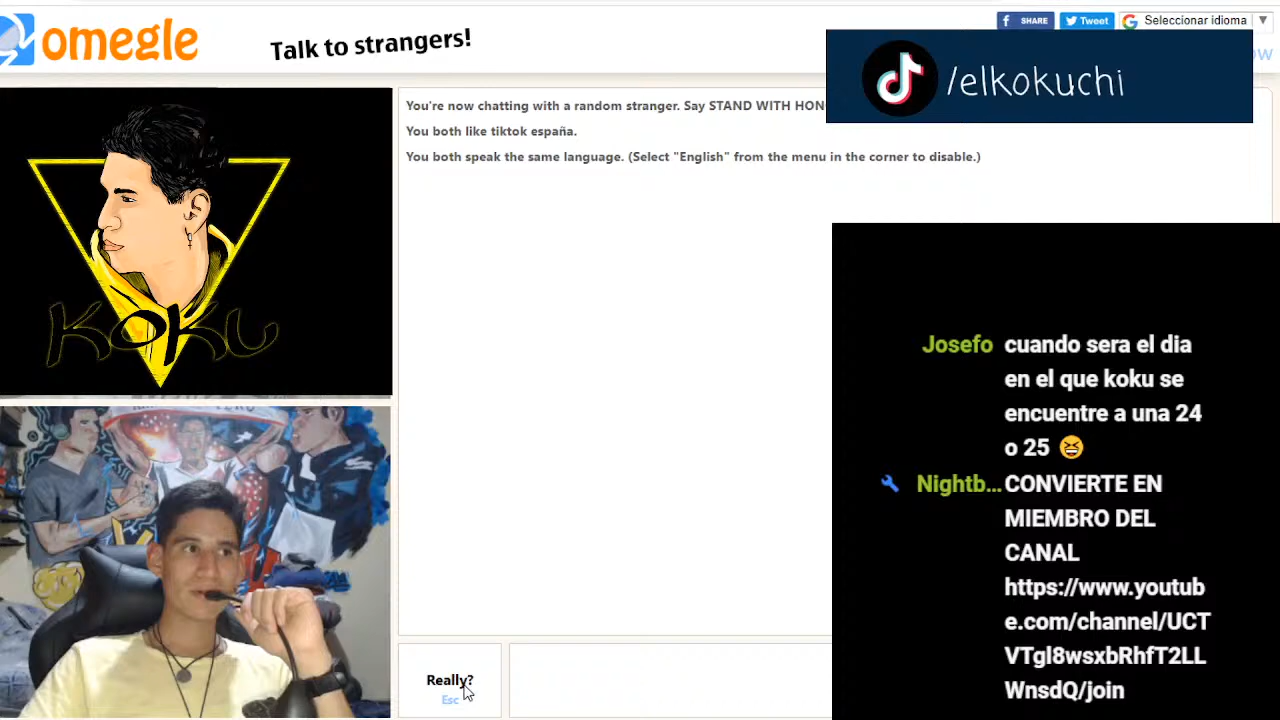 omegle
Talk to strangers!
SHARE
Tweet
Seleccionar idioma
/elkokuchi
You're now chatting with a random stranger. Say STAND WITH HON
You both like tiktok españa.
You both speak the same language. (Select "English" from the menu in the corner to disable.)
KOKU
Josefo cuando sera el dia
en el que koku se
encuentre a una 24
o 25 😆
Nightb... CONVIERTE EN
MIEMBRO DEL
CANAL
https://www.youtub
e.com/channel/UCT
VTgl8wsxbRhfT2LL
WnsdQ/join
Really?
Esc